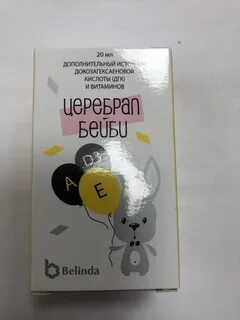 20 мл
ДОПОЛНИТЕЛЬНЫЙ ИСТОЧНИК
ДОКОЗАГЕКСАЕНОВОЙ
КИСЛОТЫ (ДГК)
И ВИТАМИНОВ
церебрал
бейби
D3
A
E
Belinda